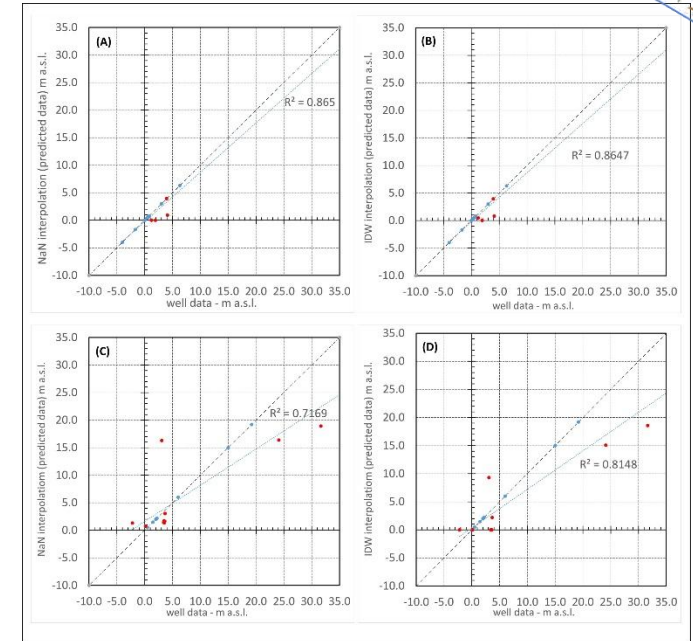 (A)
35.0
30.0
25.0
20.0
15.0
10.0
5.0
0.0
-5.0
-10.0
NaN interpolation (predicted data) m a.s.l.
R² = 0.865
-10.0 -5.0 0.0 5.0 10.0 15.0 20.0 25.0 30.0 35.0
well data - m a.s.l.
(B)
35.0
30.0
25.0
20.0
15.0
10.0
5.0
0.0
-5.0
-10.0
IDW interpolation (predicted data) m a.s.l.
R² = 0.8647
-10.0 -5.0 0.0 5.0 10.0 15.0 20.0 25.0 30.0 35.0
well data - m a.s.l.
(C)
35.0
30.0
25.0
20.0
15.0
10.0
5.0
0.0
-5.0
-10.0
NaN interpolatiom (predicted data) m a.s.l.
R² = 0.7169
-10.0 -5.0 0.0 5.0 10.0 15.0 20.0 25.0 30.0 35.0
well data - m a.s.l.
(D)
35.0
30.0
25.0
20.0
15.0
10.0
5.0
0.0
-5.0
-10.0
IDW interpolatiom (predicted data) m a.s.l.
R² = 0.8148
-10.0 -5.0 0.0 5.0 10.0 15.0 20.0 25.0 30.0 35.0
well data - m a.s.l.